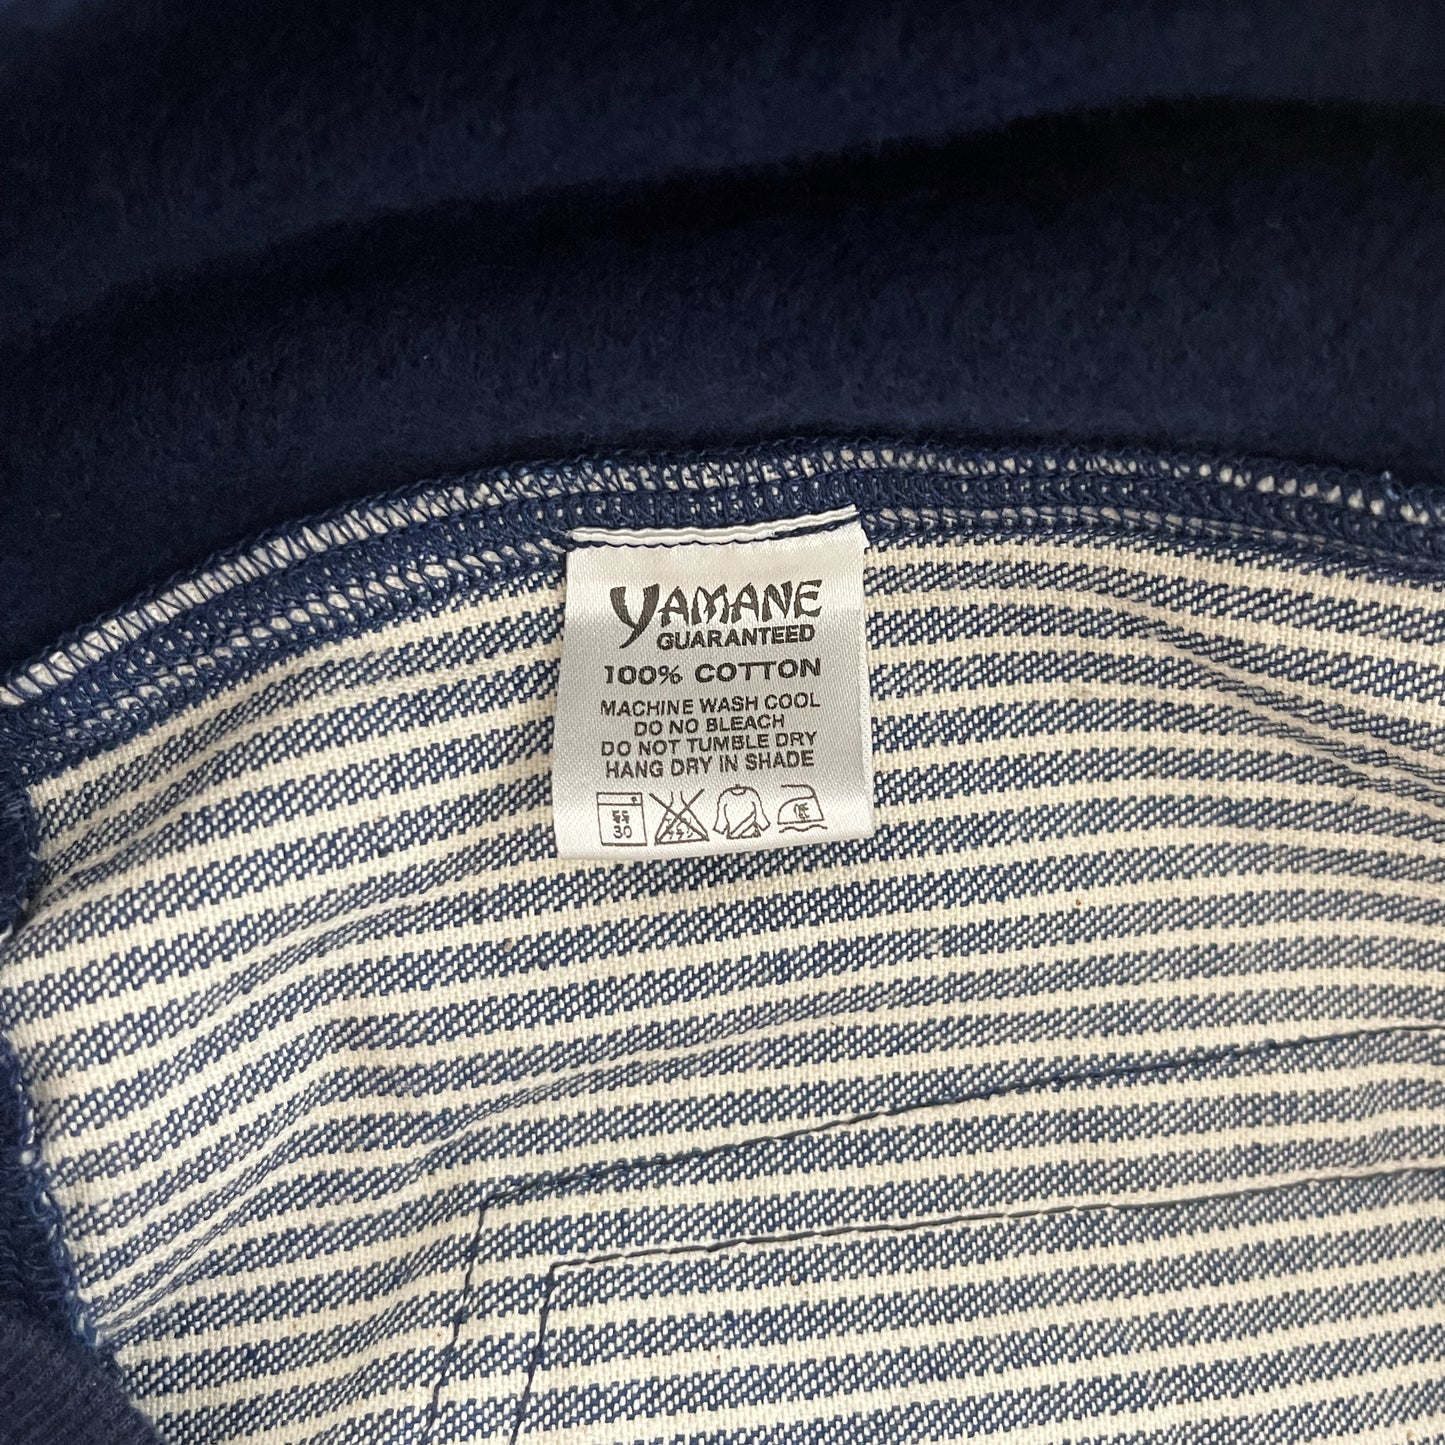 YAMANE
GUARANTEED
100% COTTON
MACHINE WASH COOL
DO NO BLEACH
DO NOT TUMBLE DRY
HANG DRY IN SHADE
30